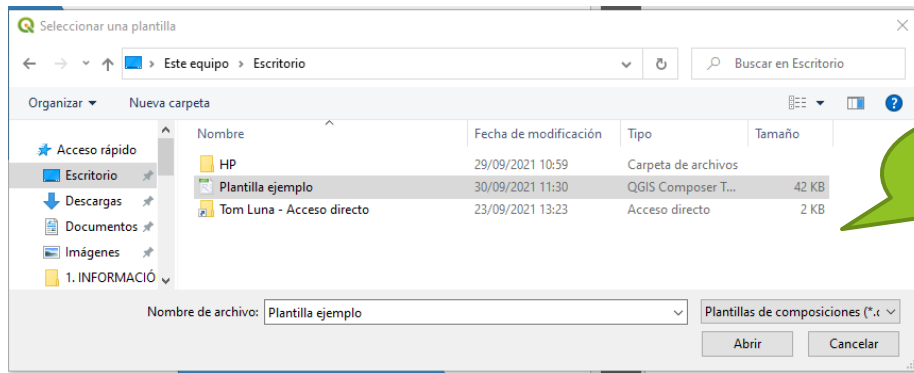 Seleccionar una plantilla
Este equipo > Escritorio
Buscar en Escritorio
Organizar
Nueva carpeta
Nombre Fecha de modificación Tipo Tamaño
Acceso rápido
HP 29/09/2021 10:59 Carpeta de archivos
Escritorio
Plantilla ejemplo 30/09/2021 11:30 QGIS Composer T... 42 KB
Descargas
Tom Luna - Acceso directo 23/09/2021 13:23 Acceso directo 2 KB
Documentos
Imágenes
1. INFORMACIÓ
Nombre de archivo: Plantilla ejemplo Plantillas de composiciones (*.c
Abrir Cancelar